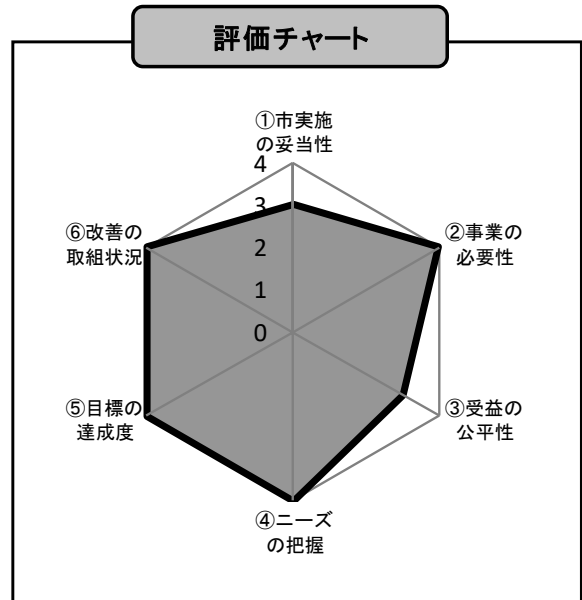 評価チャート
①市実施
の妥当性
4
3
2
1
0
②事業の
必要性
③受益の
公平性
④ニーズ
の把握
⑤目標の
達成度
⑥改善の
取組状況